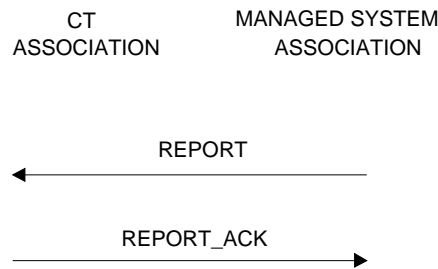 CT
ASSOCIATION
MANAGED SYSTEM
ASSOCIATION
REPORT
REPORT_ACK